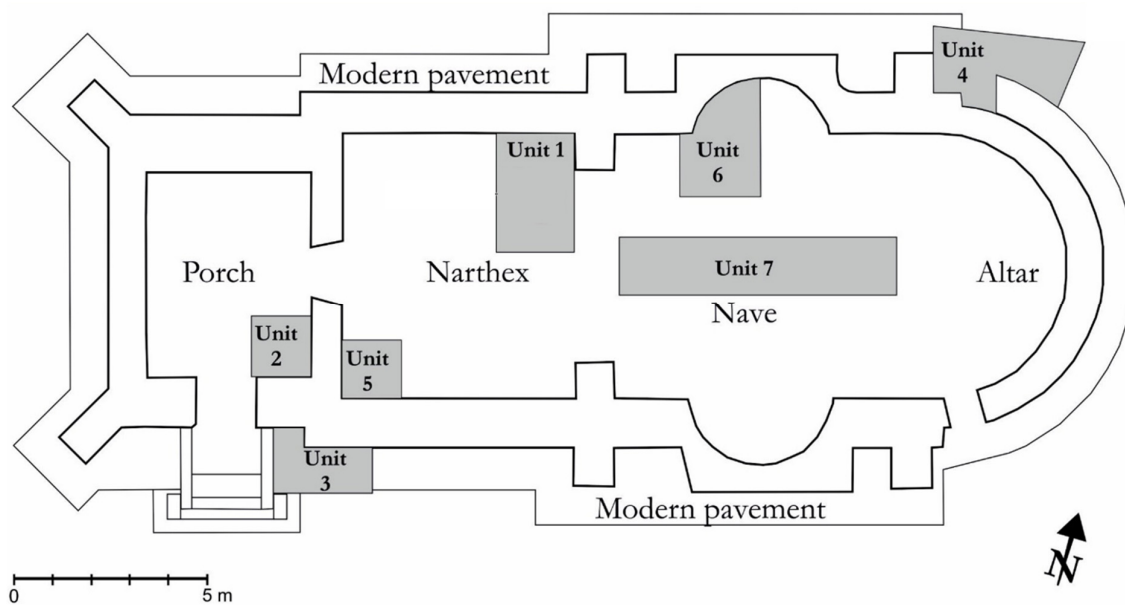 Unit
4
Modern pavement
Unit 1
Unit
6
Porch
Narthex
Unit 7
Altar
Nave
Unit
2
Unit
5
Unit
3
Modern pavement
N
0
5 m